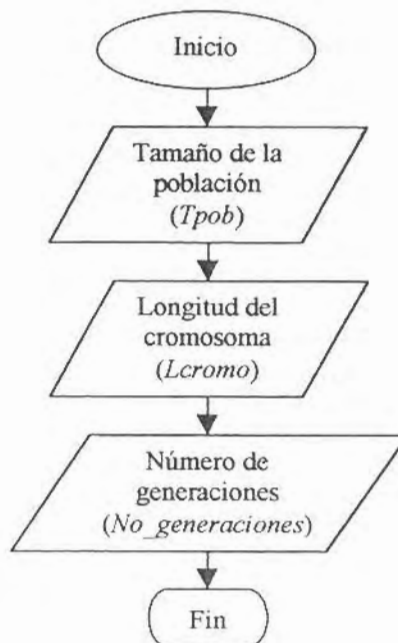 Inicio
Tamaño de la
población
(Tpob)
Longitud del
cromosoma
(Lcromo)
Número de
generaciones
(No_generaciones)
Fin